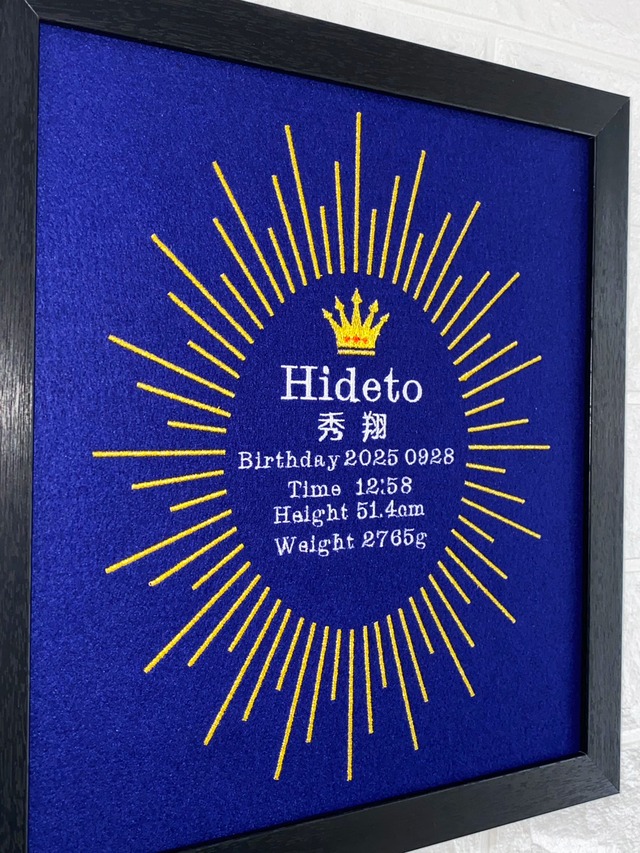 Hideto
秀 翔
Birthday 2025 0928
Time 12:58
Height 51.4cm
Weight 2765g